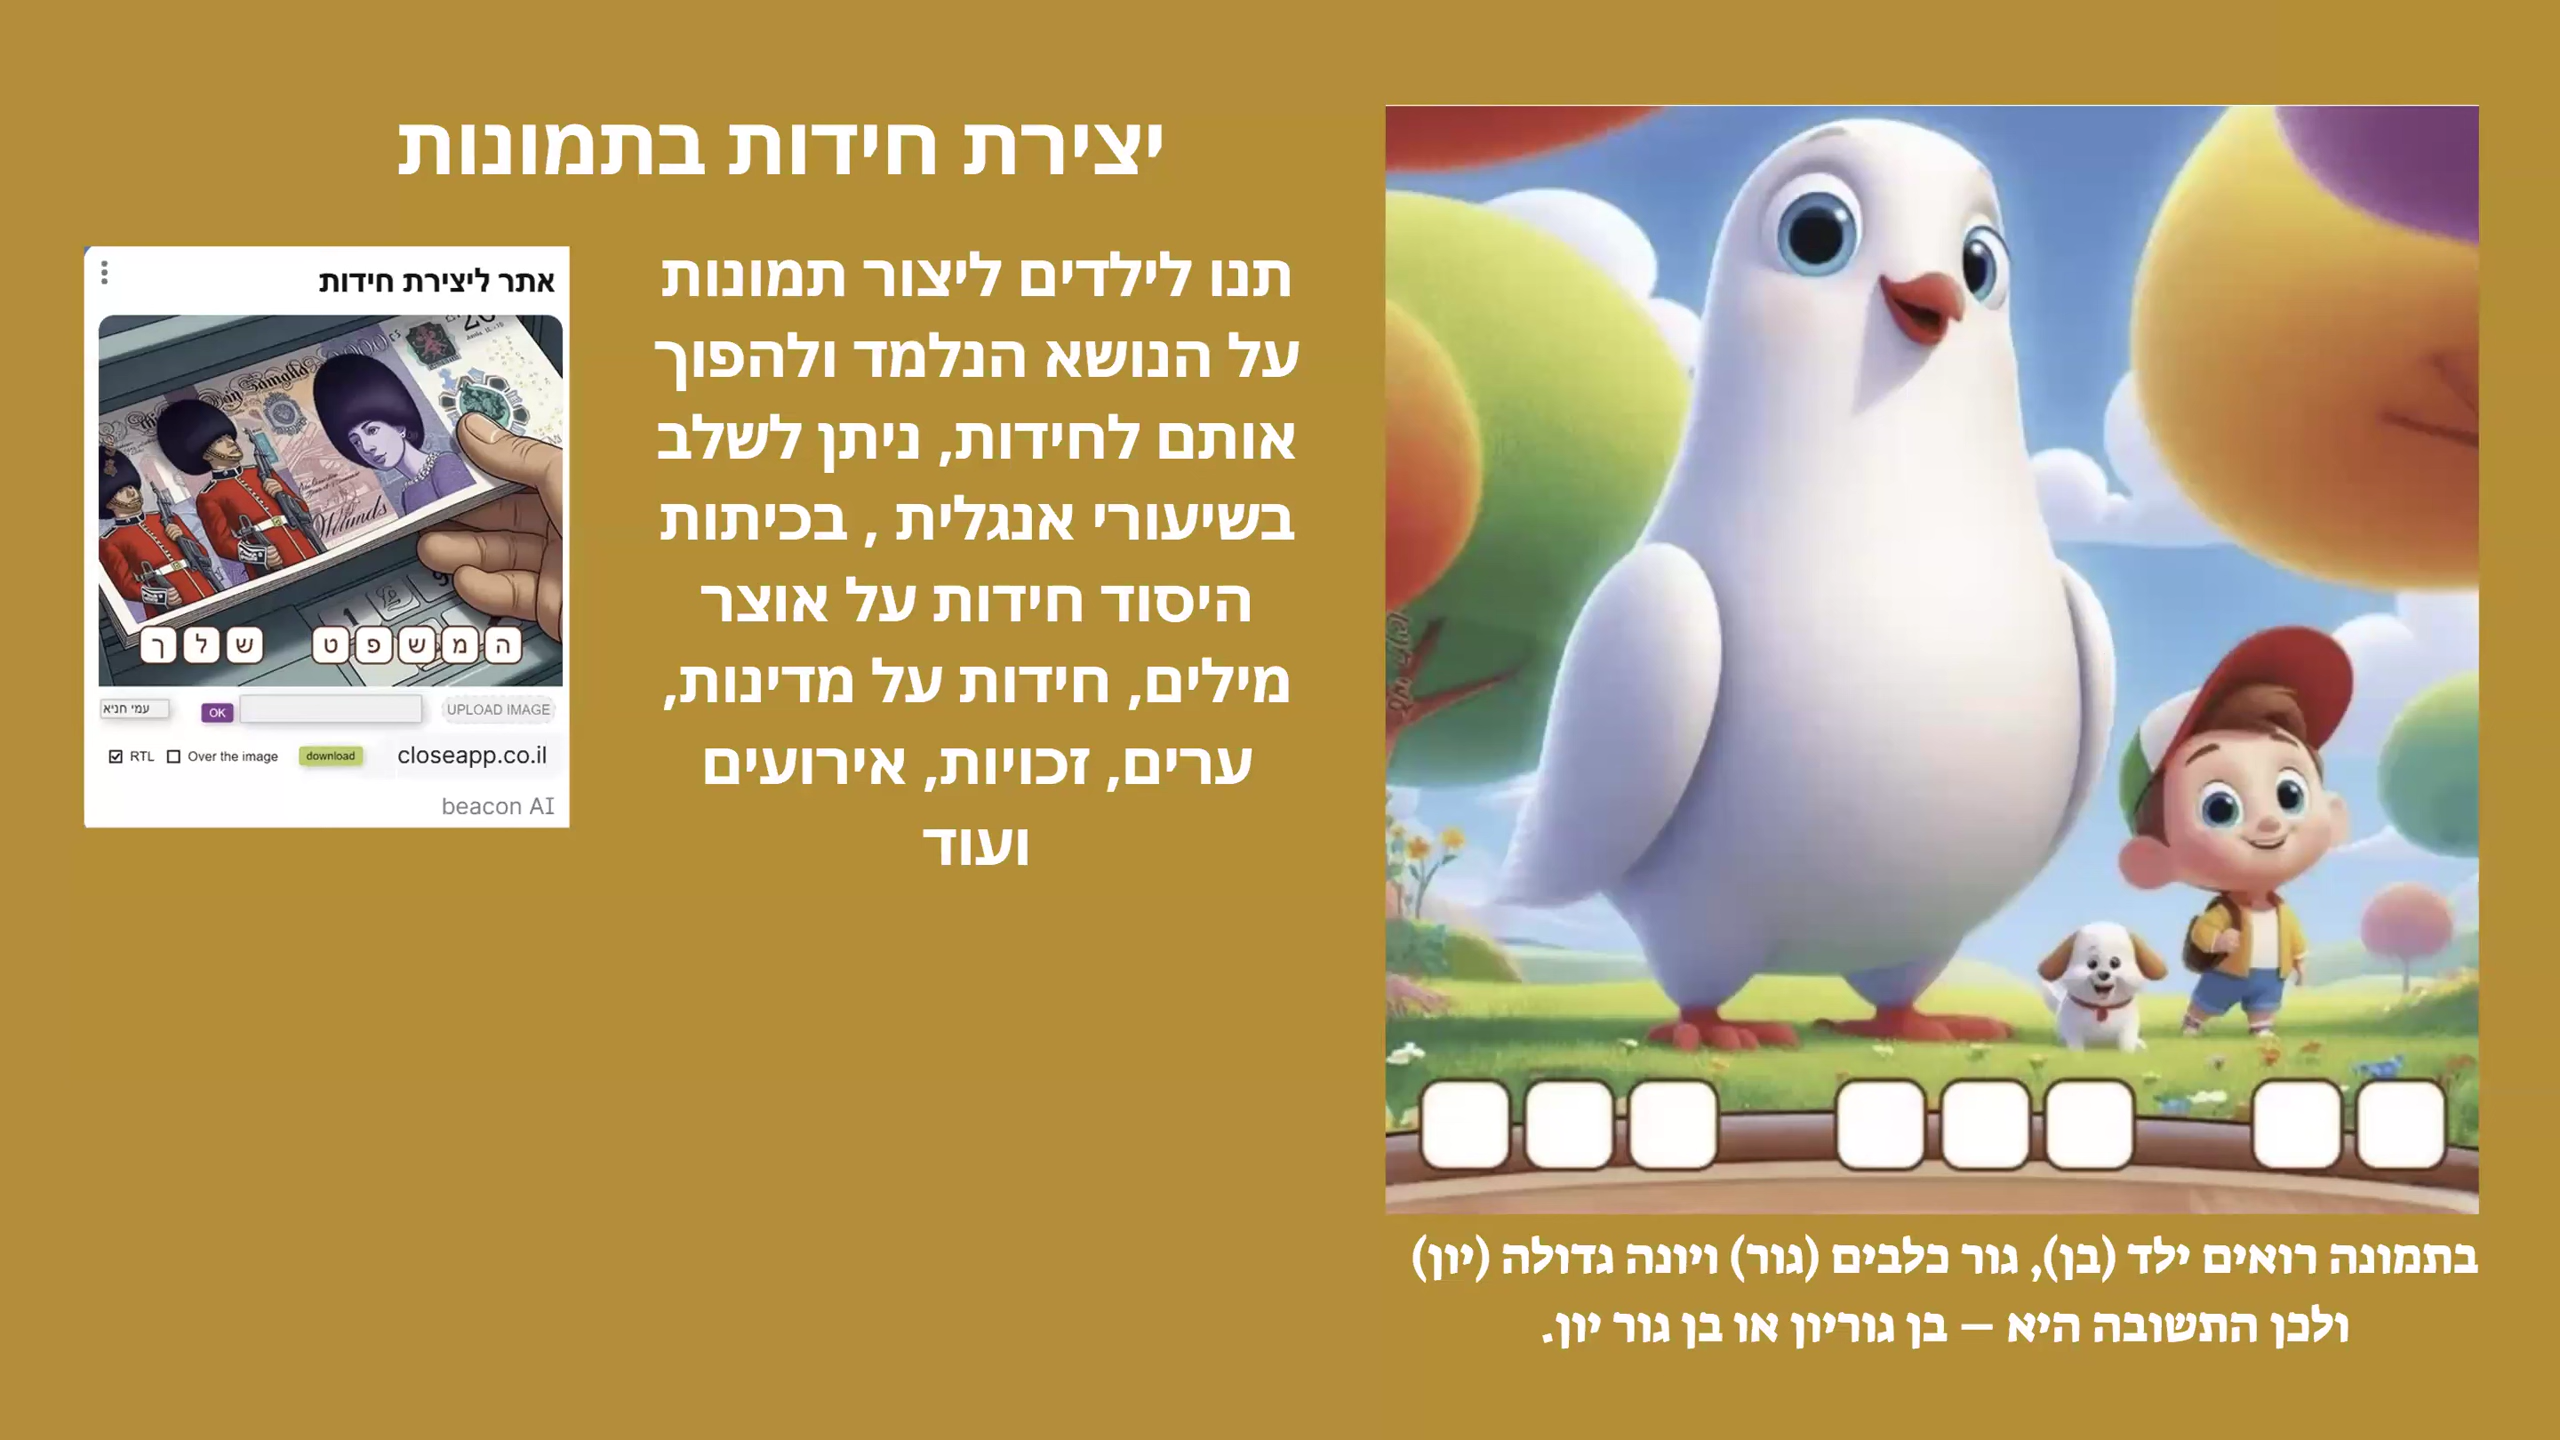 יצירת חידות בתמונות
תנו לילדים ליצור תמונות
על הנושא הנלמד ולהפוך
אותם לחידות, ניתן לשלב
בשיעורי אנגלית , בכיתות
היסוד חידות על אוצר
מילים, חידות על מדינות,
ערים, זכויות, אירועים
ועוד
אתר ליצירת חידות
20
המשפט שלך
UPLOAD IMAGE
OK
עמי חניא
RTL
Over the image
download
closeapp.co.il
beacon AI
בתמונה רואים ילד (בן), גור כלבים (גור) ויונה גדולה (יון)
ולכן התשובה היא – בן גוריון או בן גור יון.